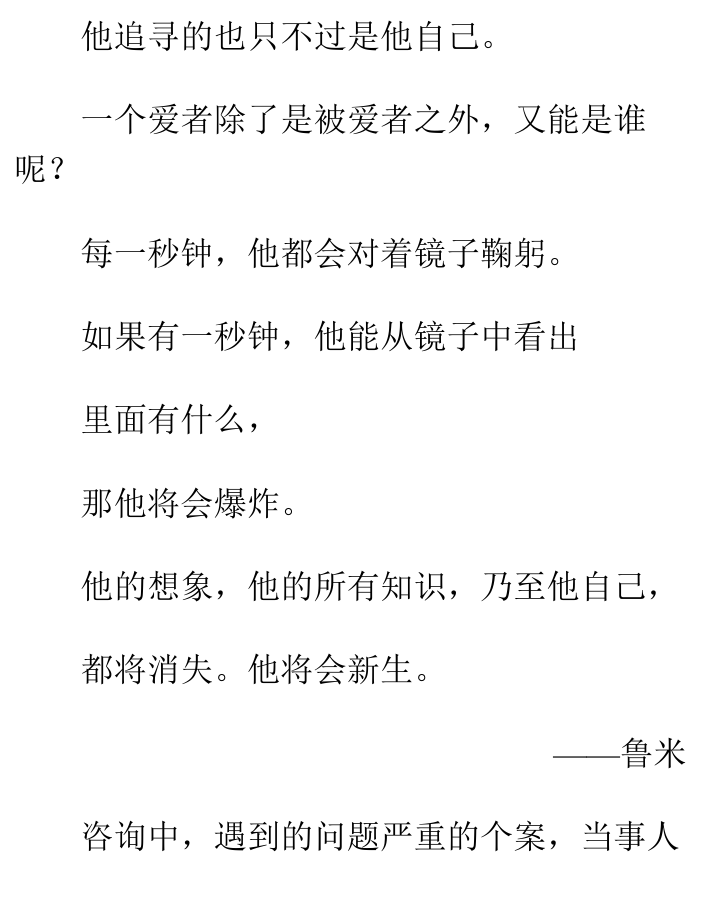 他追寻的也只不过是他自己。
一个爱者除了是被爱者之外，又能是谁
呢？
每一秒钟，他都会对着镜子鞠躬。
如果有一秒钟，他能从镜子中看出
里面有什么，
那他将会爆炸。
他的想象，他的所有知识，乃至他自己，
都将消失。他将会新生。
——鲁米
咨询中，遇到的问题严重的个案，当事人